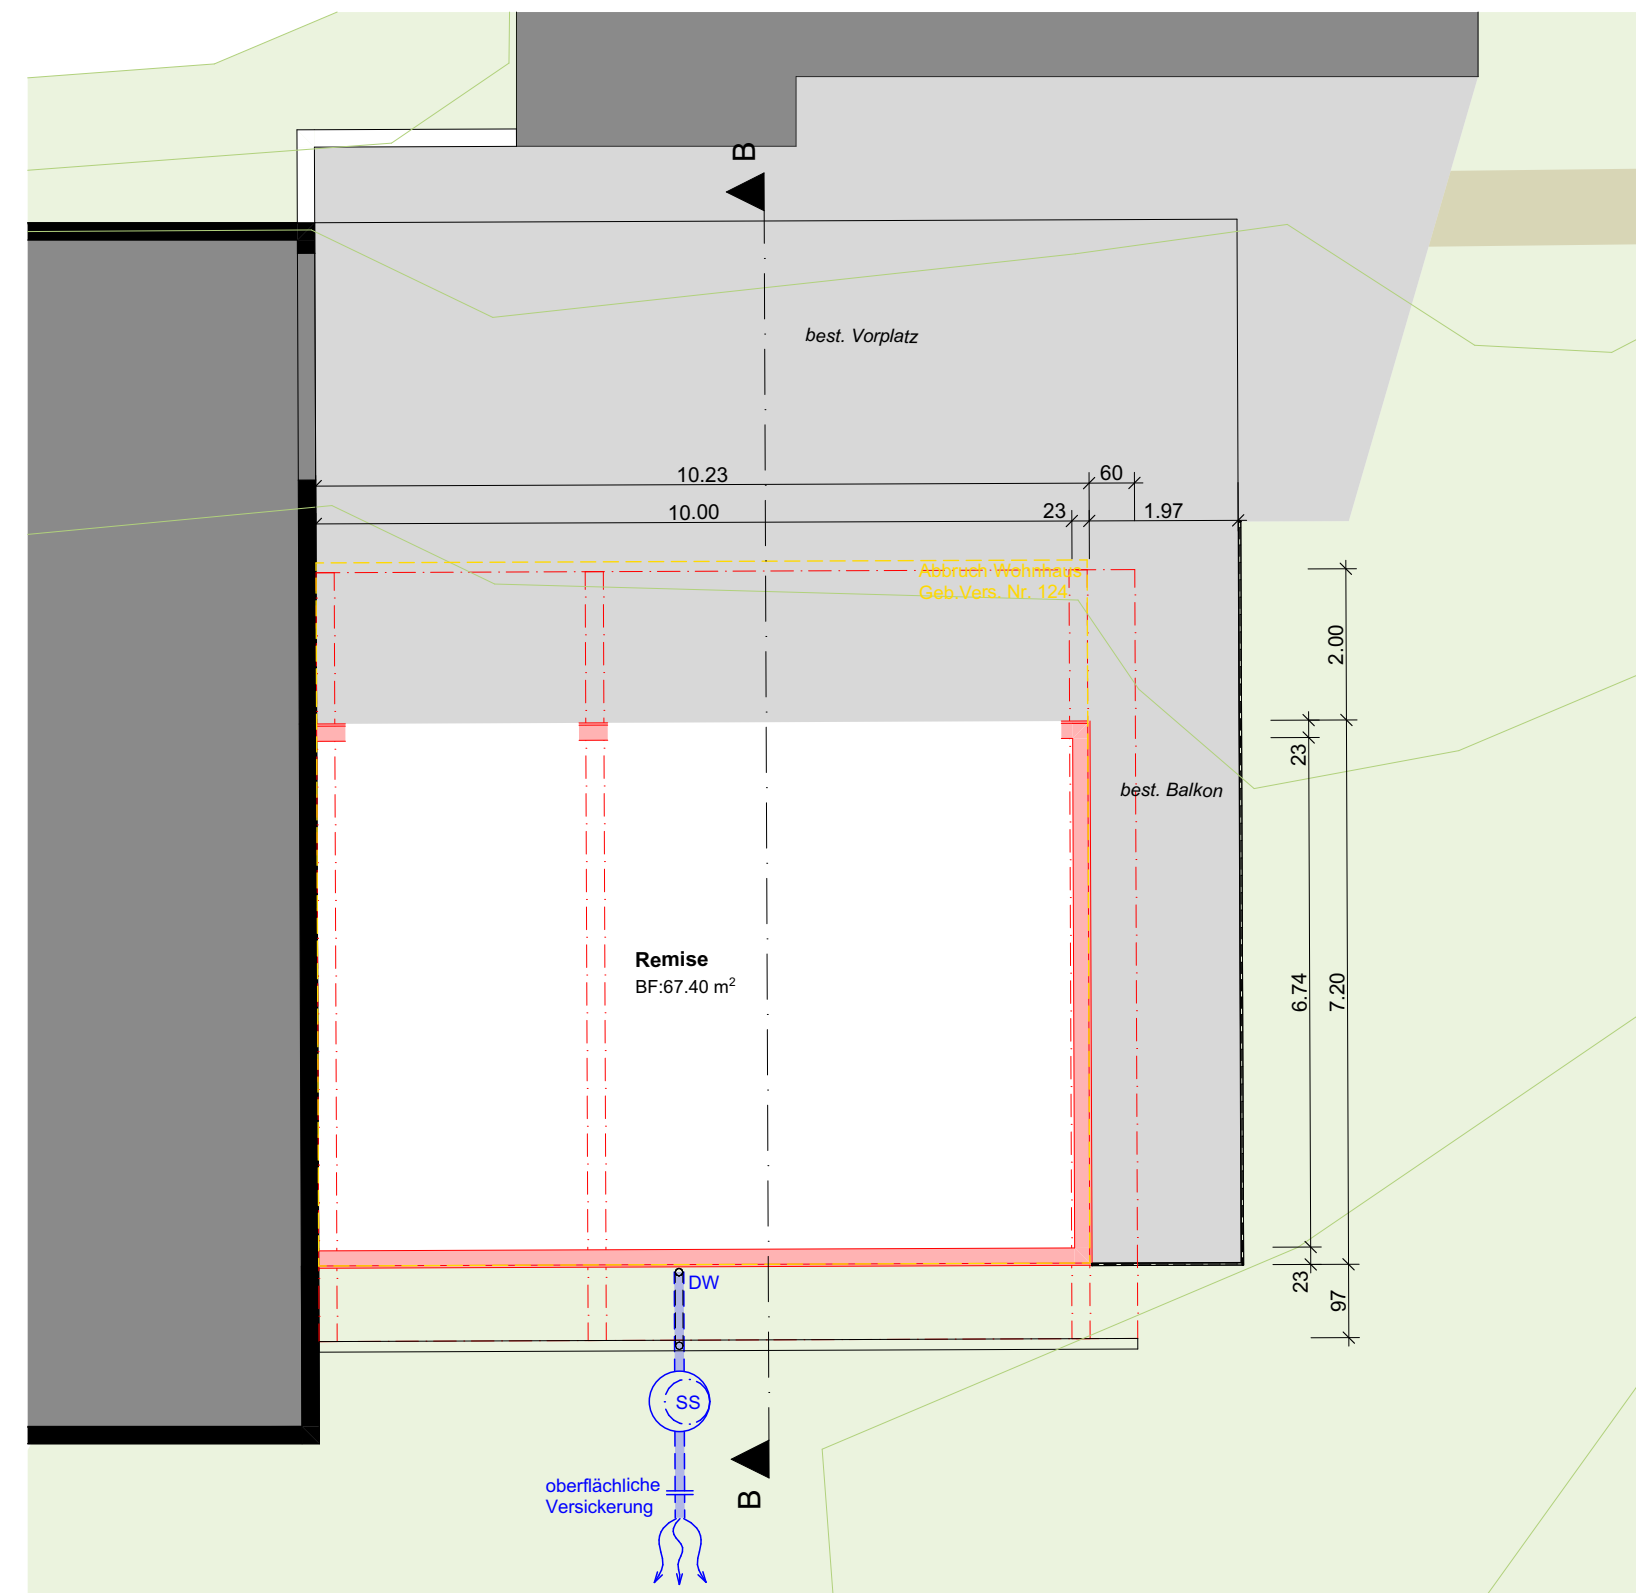 B
best. Vorplatz
10.23
60
10.00
23
1.97
Abbruch Wohnhaus
Geb.Vers. Nr. 124
2.00
23
best. Balkon
Remise
BF:67.40 m²
6.74
7.20
23
97
DW
SS
oberflächliche
Versickerung
B